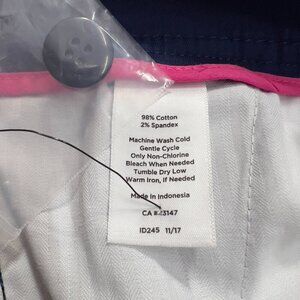 98% Cotton
2% Spandex
Machine Wash Cold
Gentle Cycle
Only Non-Chlorine
Bleach When Needed
Tumble Dry Low
Warm Iron, If Needed
Made in Indonesia
CA
ID245 11/17